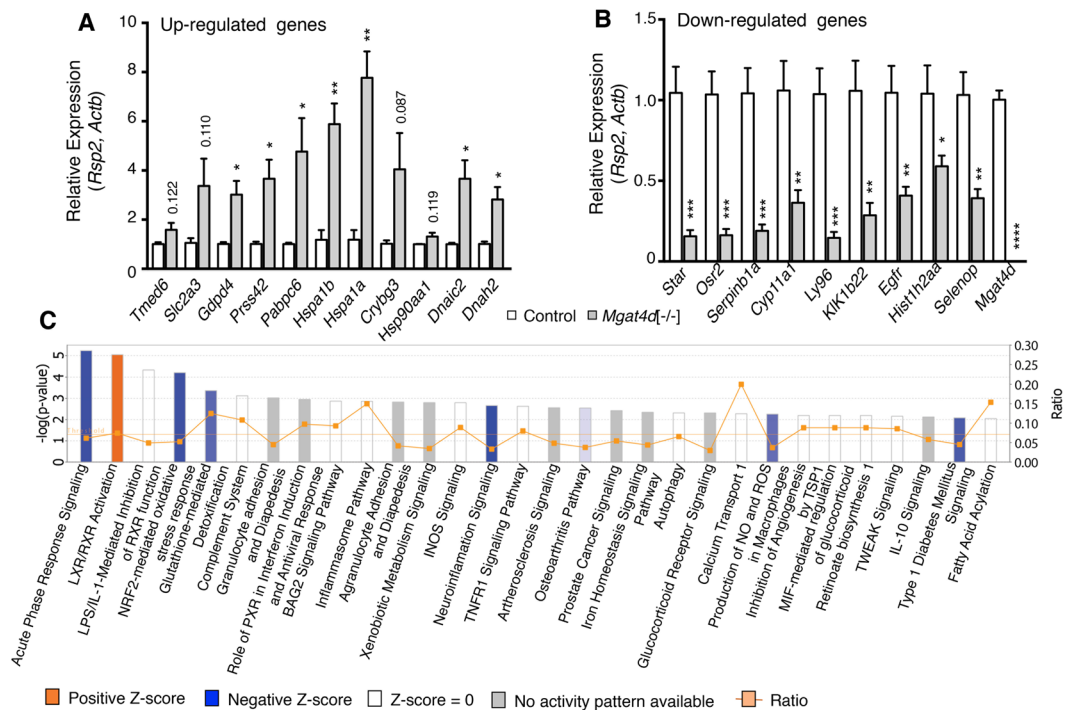 A
Up-regulated genes
Relative Expression
(Rsp2, Actb)
10
8
6
4
2
0
0.122
0.110
*
*
*
**
**
0.087
0.119
*
*
Tmed6
Slc2a3
Gdpd4
Prss42
Pabpc6
Hspa1b
Hspa1a
Crybg3
Hsp90aa1
Dnaic2
Dnah2
B
Down-regulated genes
Relative Expression
(Rsp2, Actb)
1.5
1.0
0.5
0
***
***
***
**
***
**
**
*
**
****
Star
Osr2
Serpinb1a
Cyp11a1
Ly96
KlK1b22
Egfr
Hist1h2aa
Selenop
Mgat4d
Control
Mgat4d[-/-]
C
-log(p-value)
5
4
3
2
1
0
Threshold
0.30
0.25
0.20
0.15
0.10
0.05
0.00
Ratio
Acute Phase Response Signaling
LXR/RXR Activation
LPS/IL-1-Mediated Inhibition
of RXR function
NRF2-mediated oxidative
stress response
Glutathione-mediated
Detoxification
Complement System
Granulocyte adhesion
and Diapedesis
Role of PXR in Interferon Induction
and Antiviral Response
BAG2 Signaling Pathway
Inflammasome Pathway
Agranulocyte Adhesion
and Diapedesis
Xenobiotic Metabolism Signaling
INOS Signaling
Neuroinflammation Signaling
TNFR1 Signaling Pathway
Artherosclerosis Signaling
Osteoarthritis Pathway
Prostate Cancer Signaling
Iron Homestasis Signaling
Pathway
Autophagy
Glucocorticoid Receptor Signaling
Calcium Transport 1
Production of NO and ROS
in Macrophages
Inhibition of Angiogenesis
by TSP1
MIF-mediated regulation
of glucocorticoid
Retinoate biosynthesis 1
TWEAK Signaling
IL-10 Signaling
Type 1 Diabetes Mellitus
Signaling
Fatty Acid Acylation
Positive Z-score
Negative Z-score
Z-score = 0
No activity pattern available
Ratio